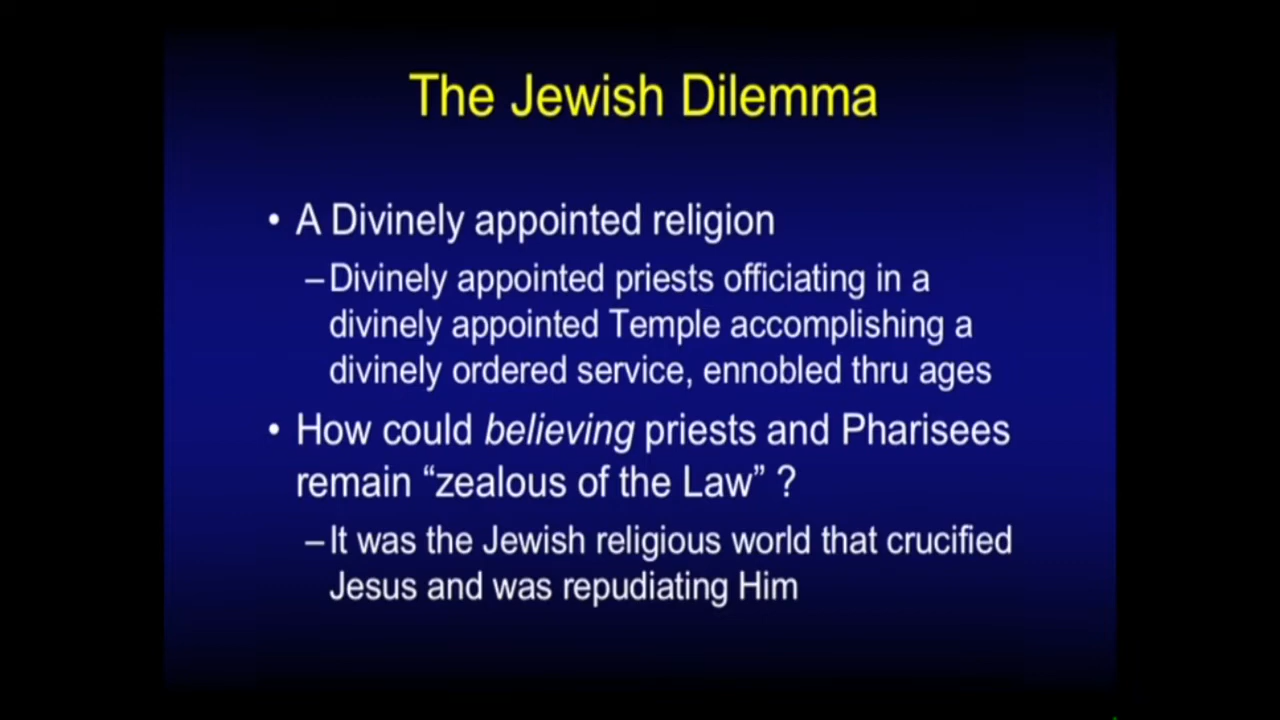 The Jewish Dilemma
• A Divinely appointed religion
–Divinely appointed priests officiating in a
divinely appointed Temple accomplishing a
divinely ordered service, ennobled thru ages
• How could believing priests and Pharisees
remain “zealous of the Law” ?
–It was the Jewish religious world that crucified
Jesus and was repudiating Him